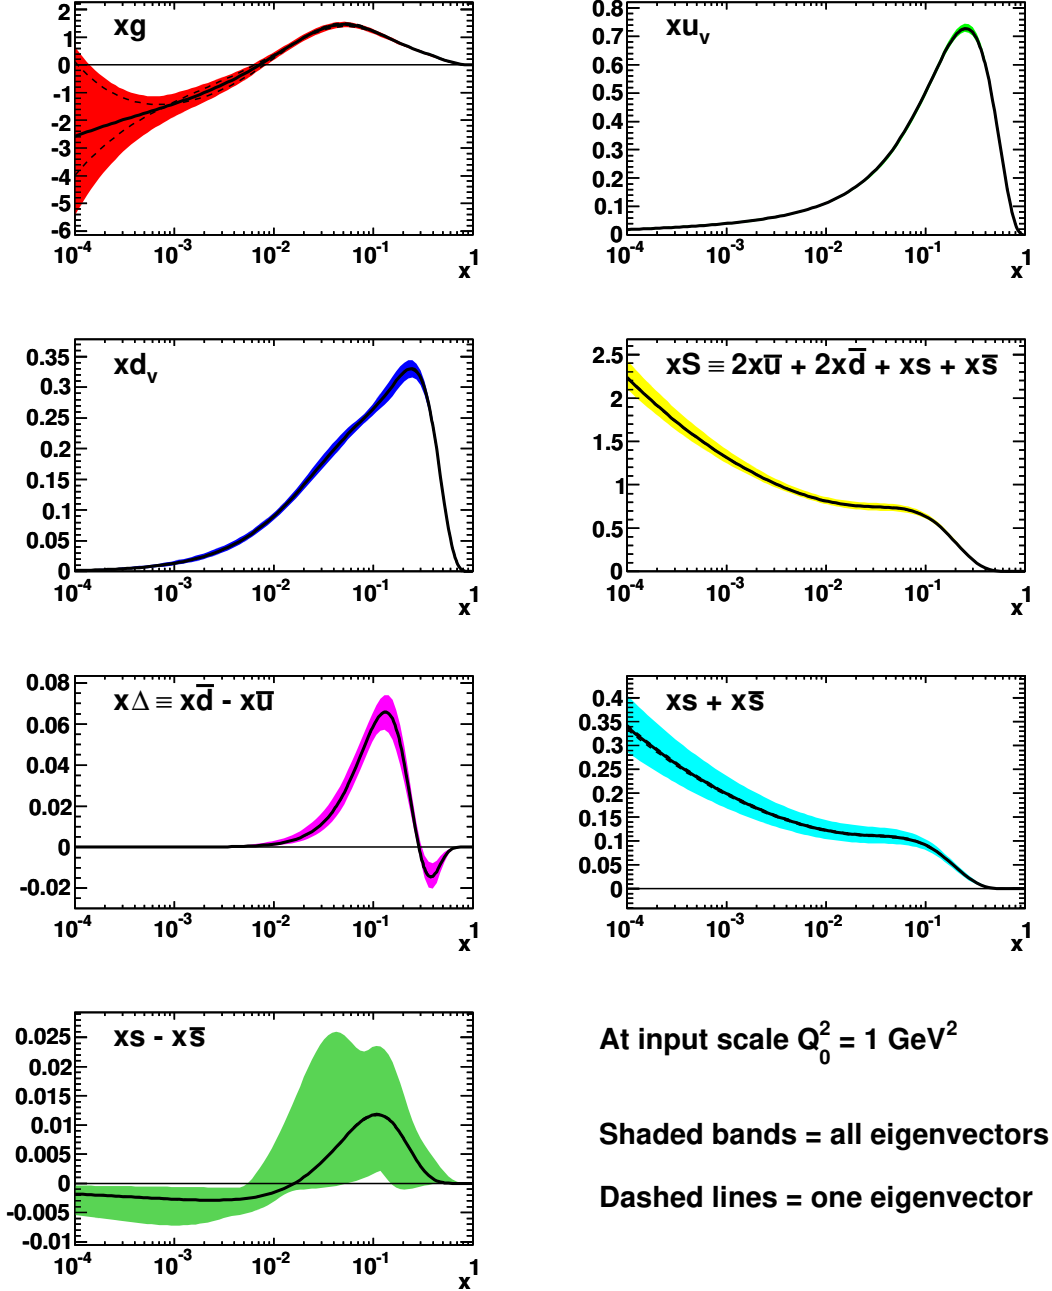 xg
2
1
0
-1
-2
-3
-4
-5
-6
10⁻⁴ 10⁻³ 10⁻² 10⁻¹ 1
x
xuᵥ
0.8
0.7
0.6
0.5
0.4
0.3
0.2
0.1
0
10⁻⁴ 10⁻³ 10⁻² 10⁻¹ 1
x
xdᵥ
0.35
0.3
0.25
0.2
0.15
0.1
0.05
0
10⁻⁴ 10⁻³ 10⁻² 10⁻¹ 1
x
xS ≡ 2xu̅ + 2xd̅ + xs + xs̅
2.5
2
1.5
1
0.5
0
10⁻⁴ 10⁻³ 10⁻² 10⁻¹ 1
x
xΔ ≡ xd̅ - xu̅
0.08
0.06
0.04
0.02
0
-0.02
10⁻⁴ 10⁻³ 10⁻² 10⁻¹ 1
x
xs + xs̅
0.4
0.35
0.3
0.25
0.2
0.15
0.1
0.05
0
10⁻⁴ 10⁻³ 10⁻² 10⁻¹ 1
x
xs - xs̅
0.025
0.02
0.015
0.01
0.005
0
-0.005
-0.01
10⁻⁴ 10⁻³ 10⁻² 10⁻¹ 1
x
At input scale Q₀² = 1 GeV²
Shaded bands = all eigenvectors
Dashed lines = one eigenvector